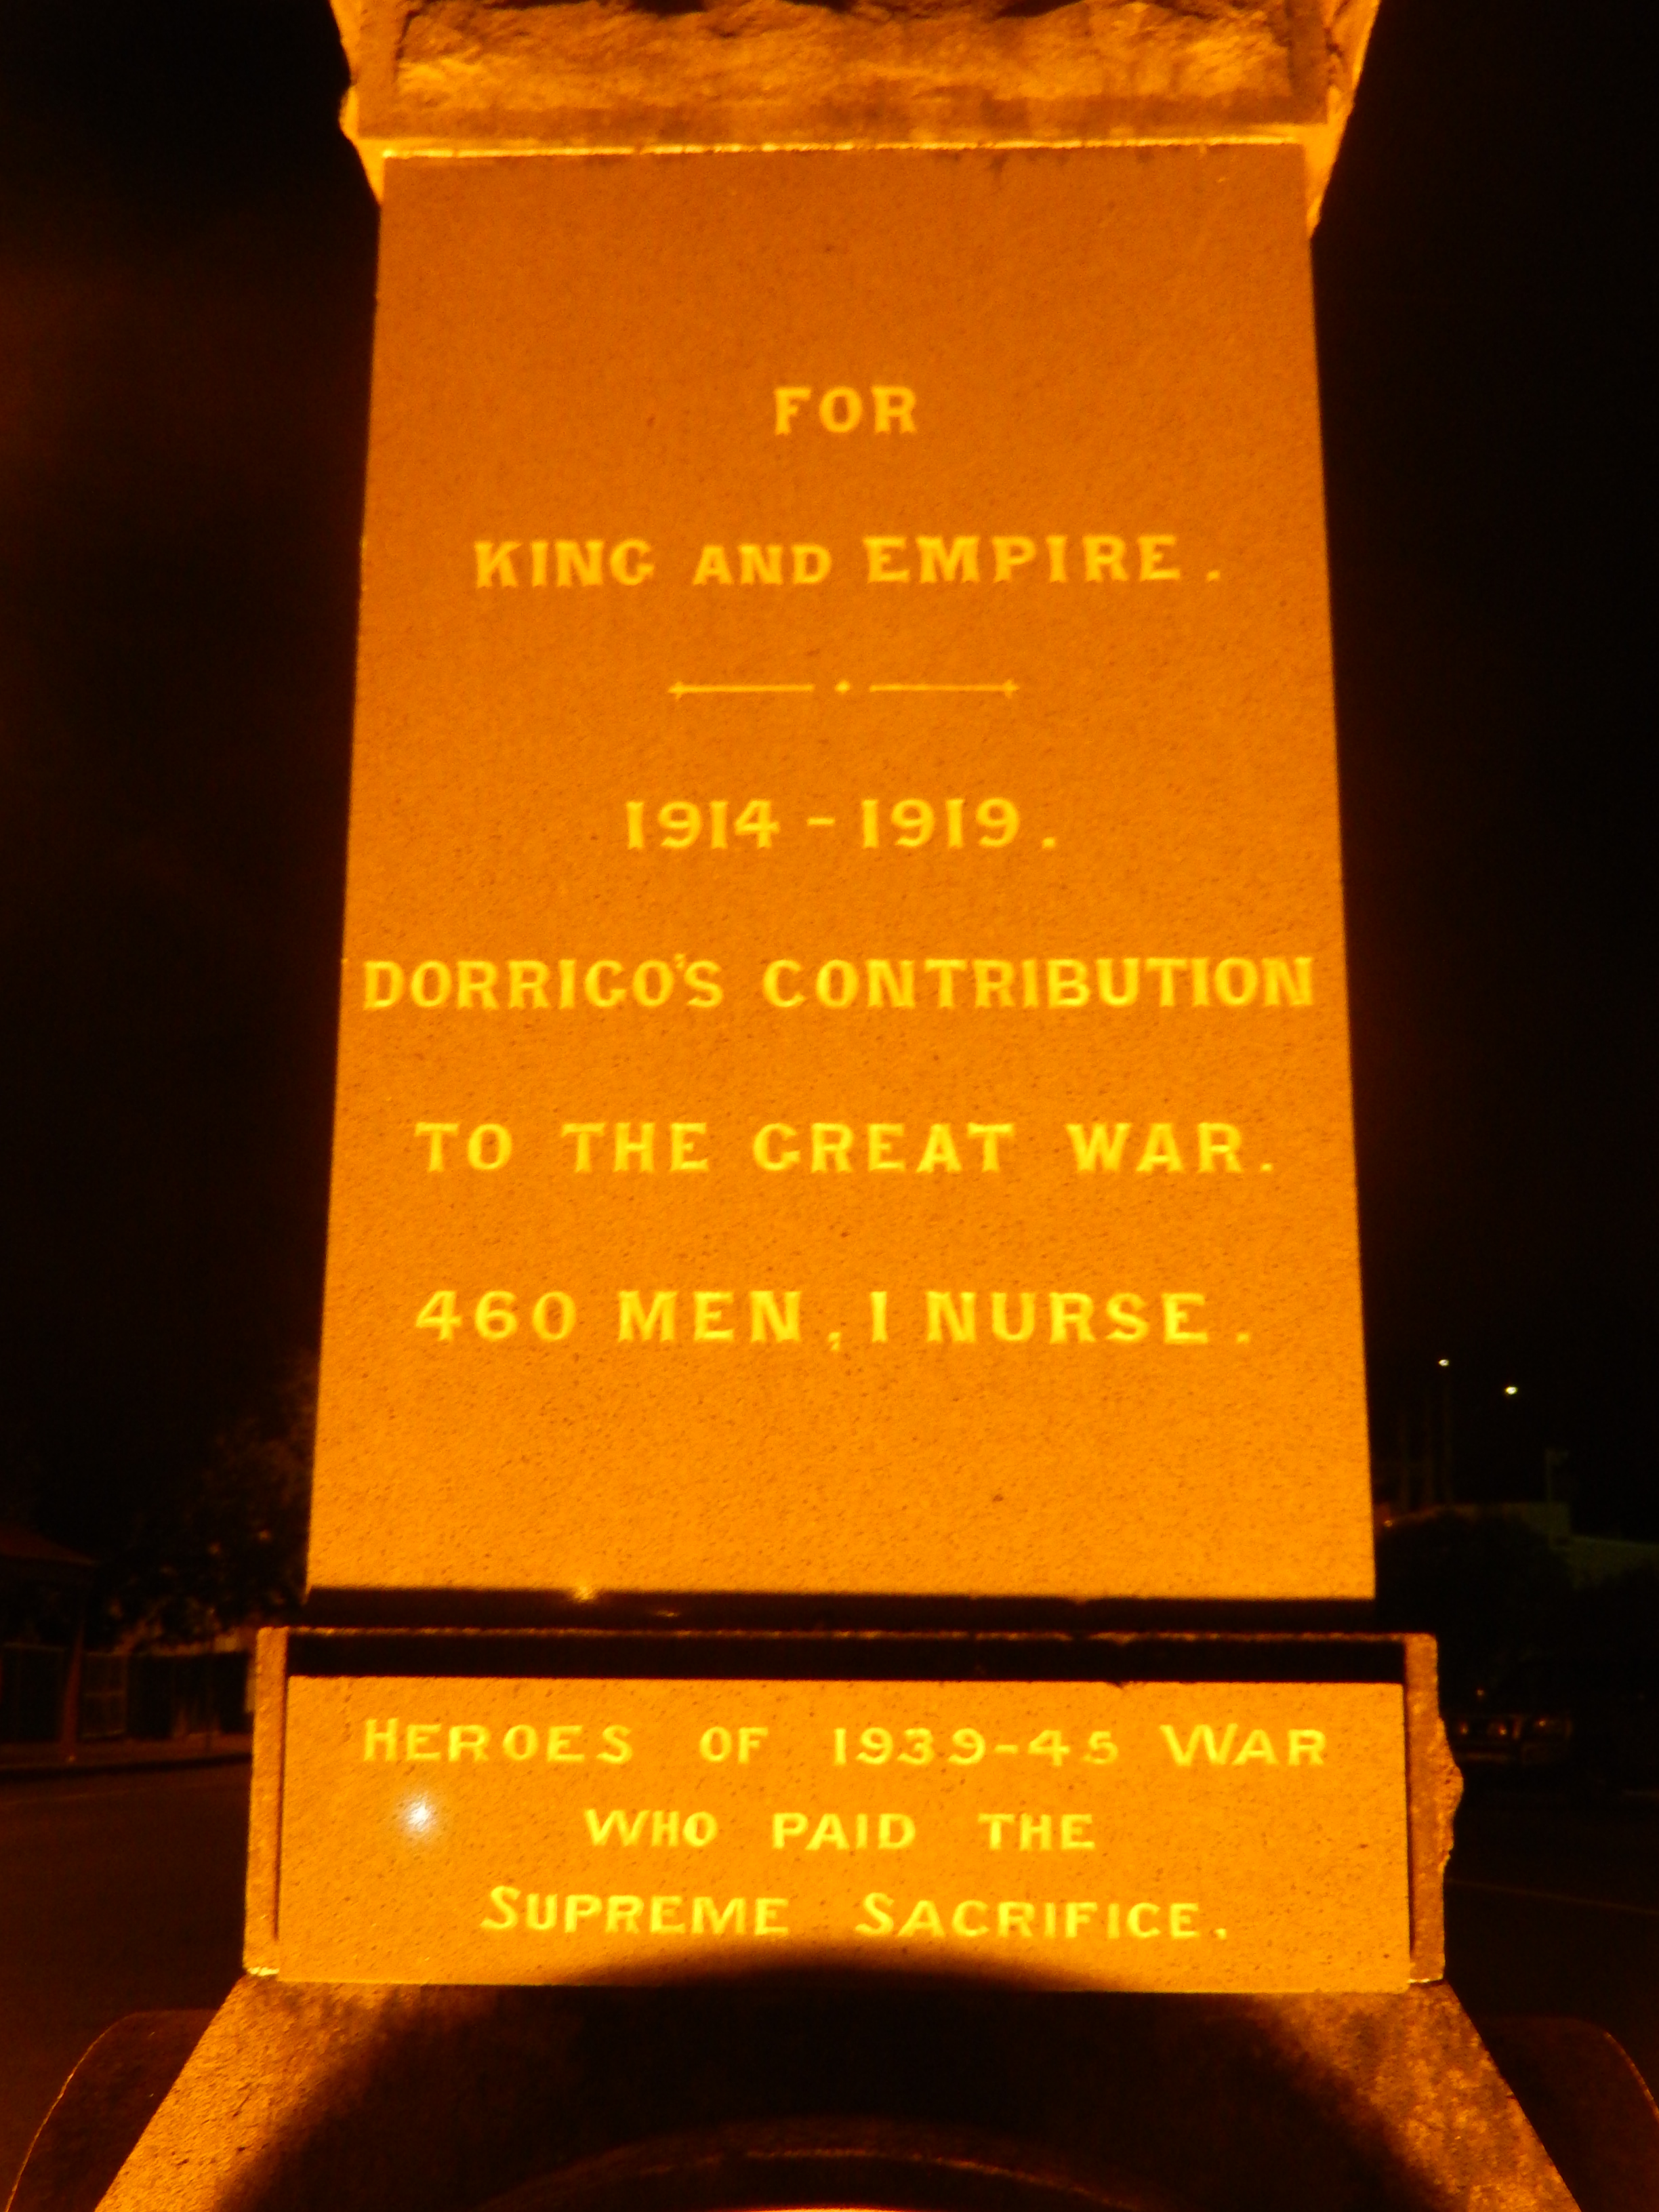 FOR
KING AND EMPIRE.
1914 - 1919.
DORRIGO'S CONTRIBUTION
TO THE GREAT WAR.
460 MEN, 1 NURSE.
HEROES OF 1939-45 WAR
WHO PAID THE
SUPREME SACRIFICE.